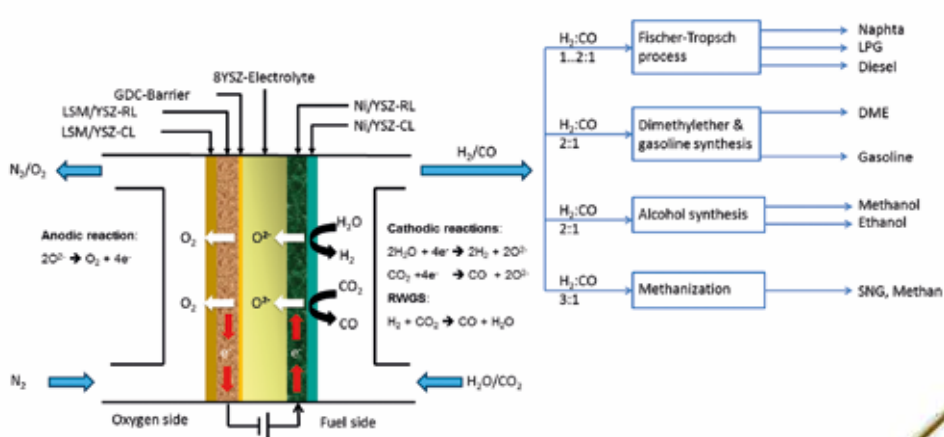 8YSZ-Electrolyte
GDC-Barrier
LSM/YSZ-RL
LSM/YSZ-CL
Ni/YSZ-RL
Ni/YSZ-CL
N₂/O₂
H₂/CO
Anodic reaction:
2O²⁻ → O₂ + 4e⁻
O₂
O²⁻
H₂O
H₂
O₂
O²⁻
CO₂
CO
e⁻
e⁻
Cathodic reactions:
2H₂O + 4e⁻ → 2H₂ + 2O²⁻
CO₂ +4e⁻ → CO + 2O²⁻
RWGS:
H₂ + CO₂ → CO + H₂O
N₂
H₂O/CO₂
Oxygen side
Fuel side
H₂:CO
1..2:1
Fischer-Tropsch
process
Naphta
LPG
Diesel
H₂:CO
2:1
Dimethylether &
gasoline synthesis
DME
Gasoline
H₂:CO
2:1
Alcohol synthesis
Methanol
Ethanol
H₂:CO
3:1
Methanization
SNG, Methan